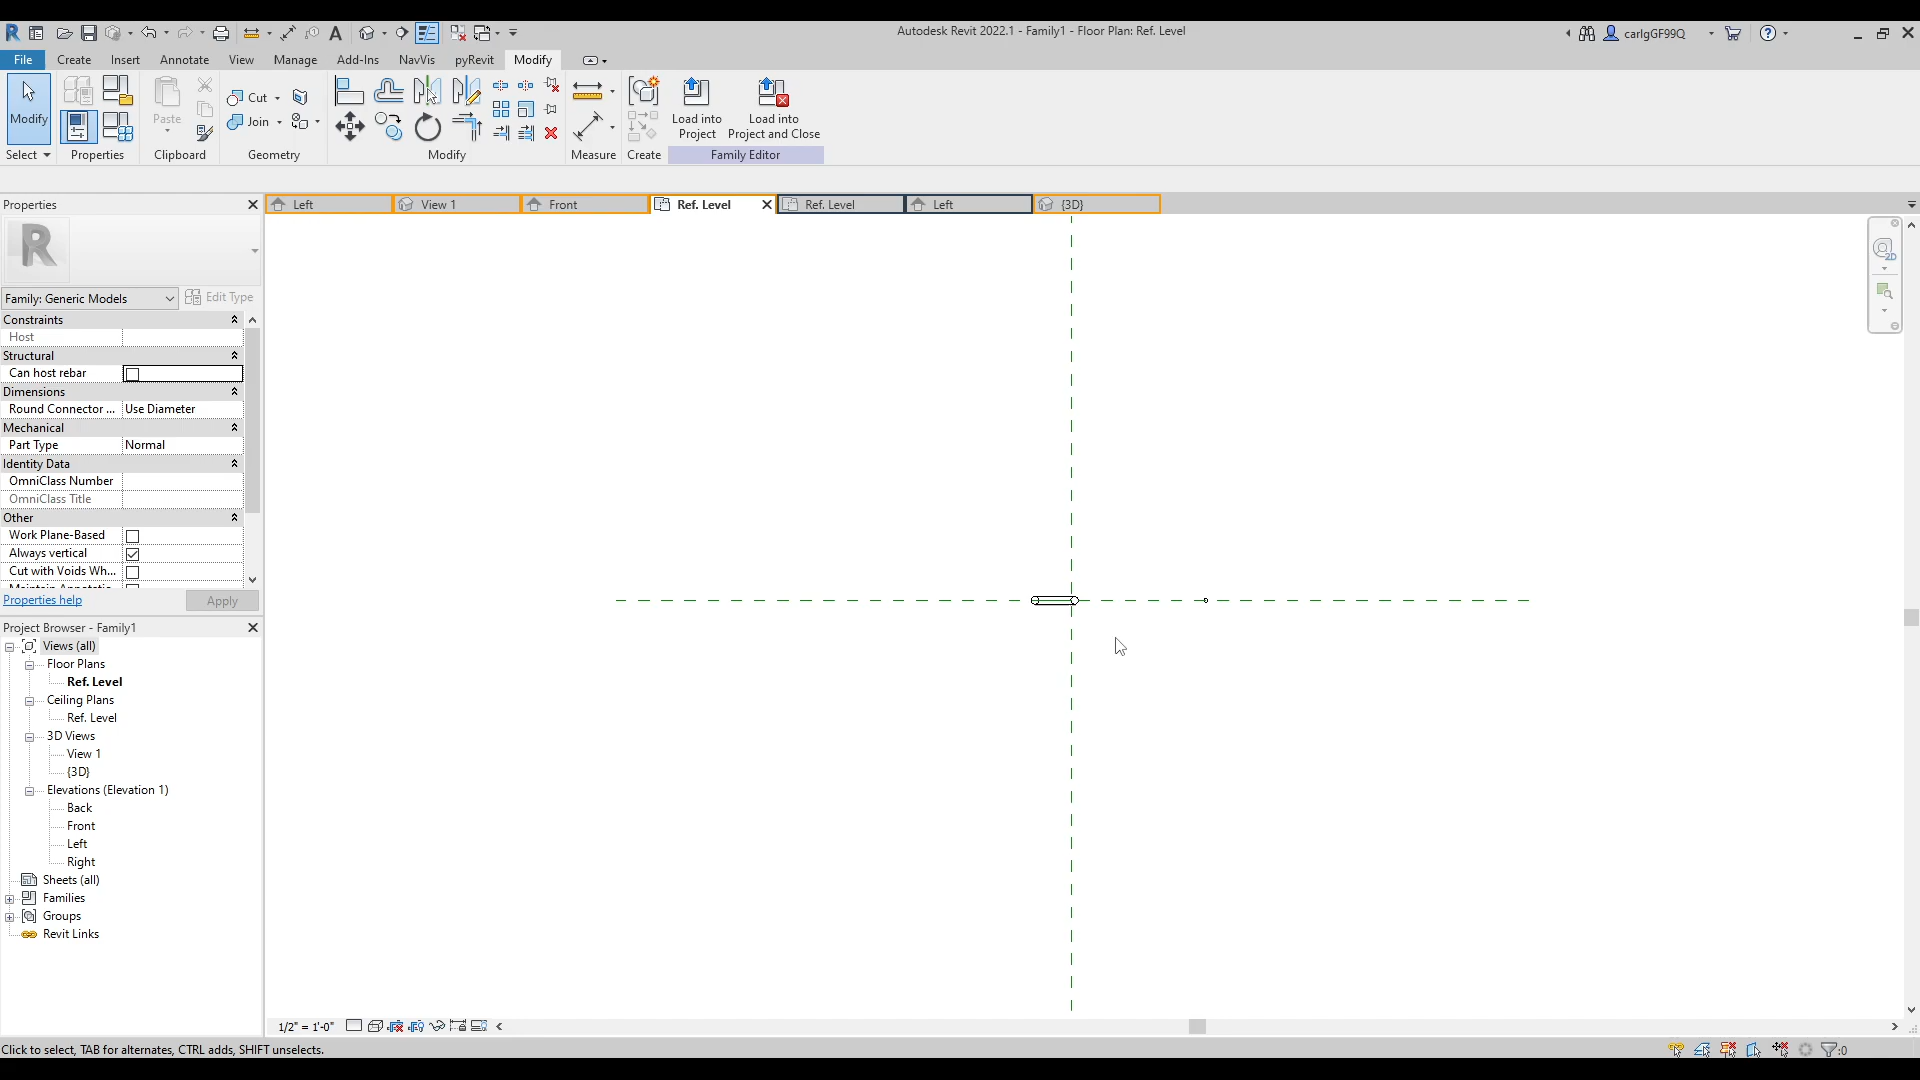 Autodesk Revit 2022.1 - Family1 - Floor Plan: Ref. Level
carlgGF99Q
File
Create
Insert
Annotate
View
Manage
Add-Ins
NavVis
pyRevit
Modify
Modify
Select
Properties
Paste
Clipboard
Cut
Join
Geometry
Modify
Measure
Create
Load into
Project
Load into
Project and Close
Family Editor
Properties
Left
View 1
Front
Ref. Level
Ref. Level
Left
{3D}
R
Family: Generic Models
Edit Type
Constraints
Host
Structural
Can host rebar
Dimensions
Round Connector ... Use Diameter
Mechanical
Part Type Normal
Identity Data
OmniClass Number
OmniClass Title
Other
Work Plane-Based
Always vertical
Cut with Voids Wh...
Properties help
Apply
Project Browser - Family1
Views (all)
Floor Plans
Ref. Level
Ceiling Plans
Ref. Level
3D Views
View 1
{3D}
Elevations (Elevation 1)
Back
Front
Left
Right
Sheets (all)
Families
Groups
Revit Links
2D
1/2" = 1'-0"
Click to select, TAB for alternates, CTRL adds, SHIFT unselects.
:0